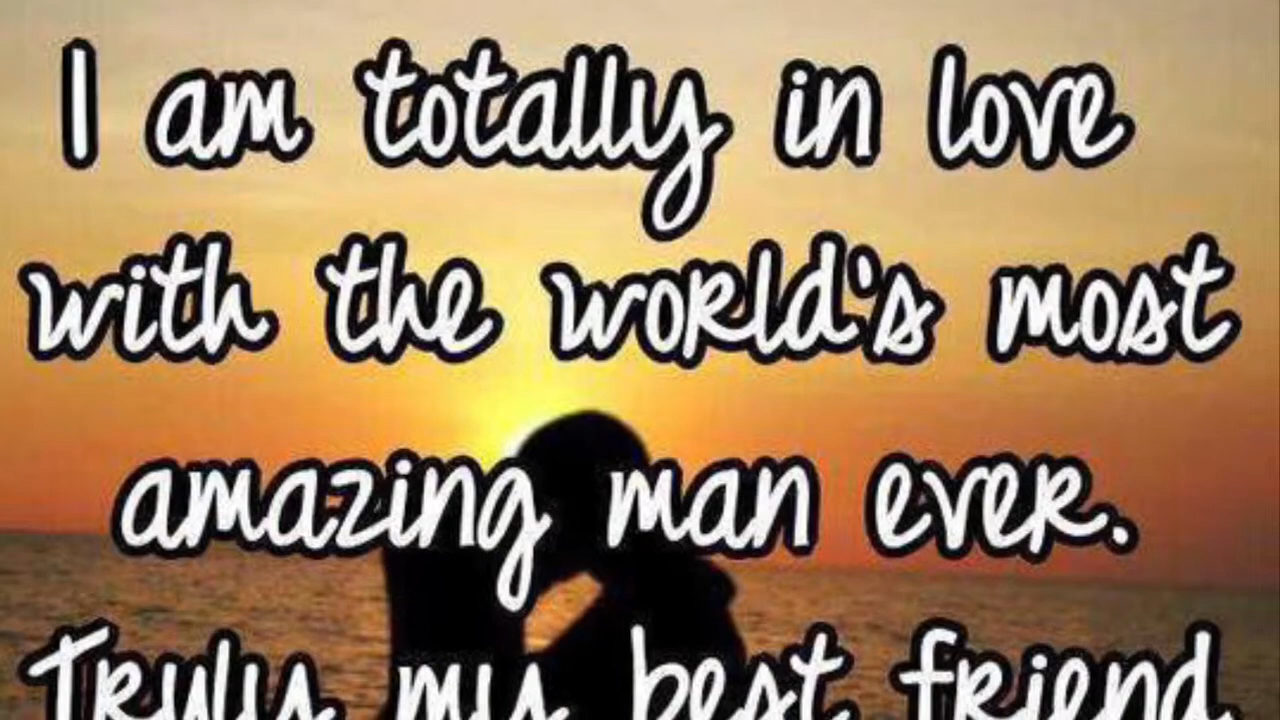 I am totally in love
with the world's most
amazing man ever.
Truly my best friend